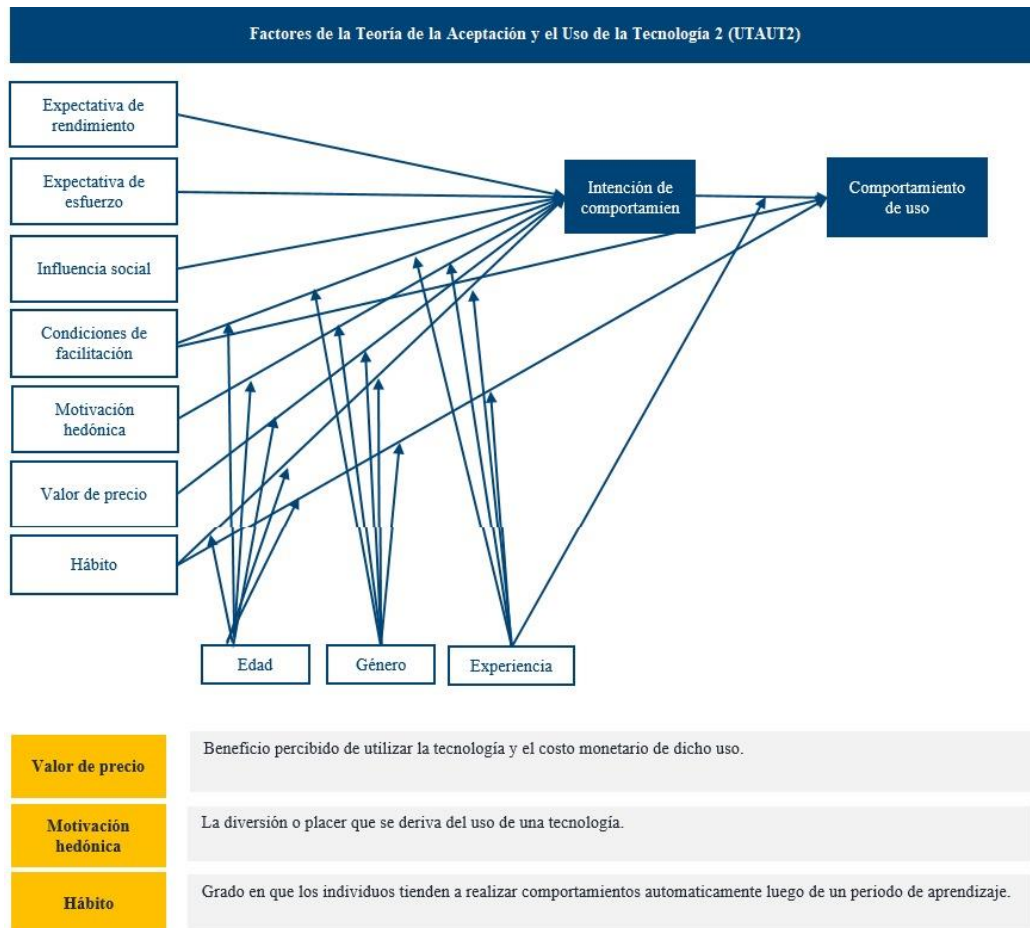 Factores de la Teoría de la Aceptación y el Uso de la Tecnología 2 (UTAUT2)
Expectativa de
rendimiento
Expectativa de
esfuerzo
Influencia social
Condiciones de
facilitación
Motivación
hedónica
Valor de precio
Hábito
Intención de
comportamien
Comportamiento
de uso
Edad
Género
Experiencia
Valor de precio
Beneficio percibido de utilizar la tecnología y el costo monetario de dicho uso.
Motivación
hedónica
La diversión o placer que se deriva del uso de una tecnología.
Hábito
Grado en que los individuos tienden a realizar comportamientos automaticamente luego de un periodo de aprendizaje.